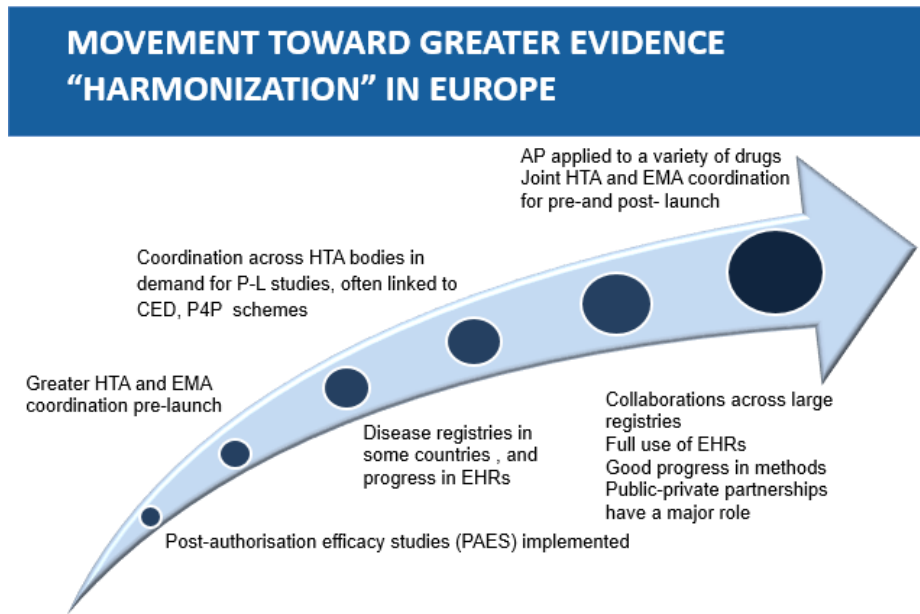 MOVEMENT TOWARD GREATER EVIDENCE
“HARMONIZATION” IN EUROPE
AP applied to a variety of drugs
Joint HTA and EMA coordination
for pre-and post- launch
Coordination across HTA bodies in
demand for P-L studies, often linked to
CED, P4P schemes
Greater HTA and EMA
coordination pre-launch
Disease registries in
some countries , and
progress in EHRs
Collaborations across large
registries
Full use of EHRs
Good progress in methods
Public-private partnerships
have a major role
Post-authorisation efficacy studies (PAES) implemented